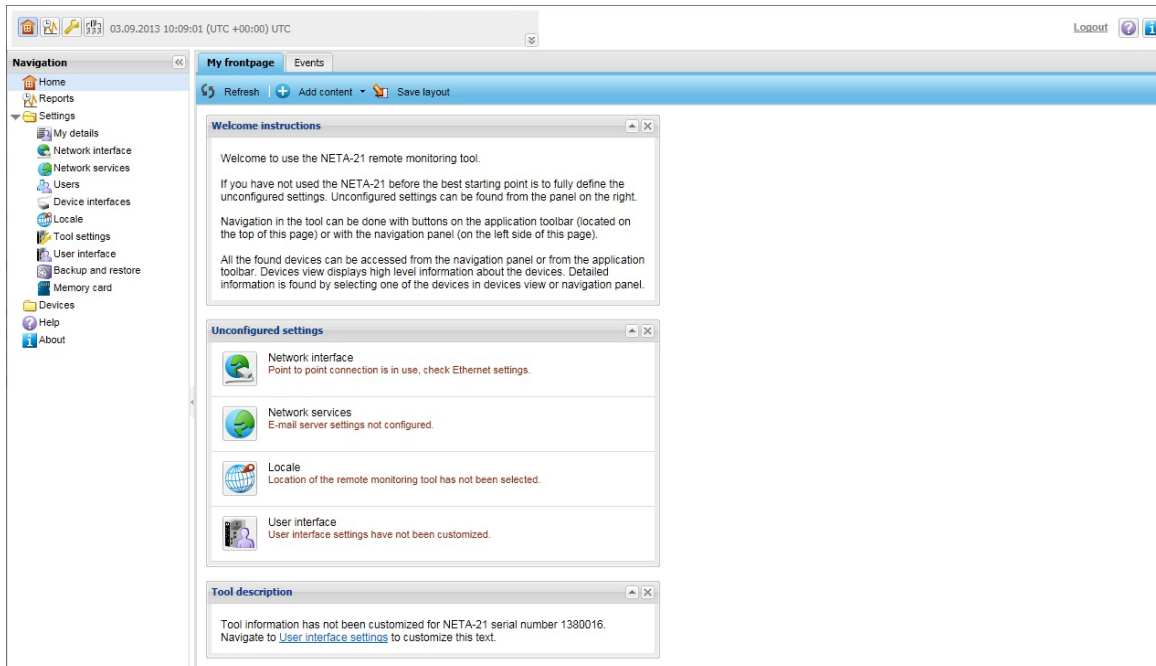 03.09.2013 10:09:01 (UTC +00:00) UTC
Logout
Navigation
Home
Reports
Settings
My details
Network interface
Network services
Users
Device interfaces
Locale
Tool settings
User interface
Backup and restore
Memory card
Devices
Help
About
My frontpage Events
Refresh Add content Save layout
Welcome instructions
Welcome to use the NETA-21 remote monitoring tool.
If you have not used the NETA-21 before the best starting point is to fully define the
unconfigured settings. Unconfigured settings can be found from the panel on the right.
Navigation in the tool can be done with buttons on the application toolbar (located on
the top of this page) or with the navigation panel (on the left side of this page).
All the found devices can be accessed from the navigation panel or from the application
toolbar. Devices view displays high level information about the devices. Detailed
information is found by selecting one of the devices in devices view or navigation panel.
Unconfigured settings
Network interface
Point to point connection is in use, check Ethernet settings.
Network services
E-mail server settings not configured.
Locale
Location of the remote monitoring tool has not been selected.
User interface
User interface settings have not been customized.
Tool description
Tool information has not been customized for NETA-21 serial number 1380016.
Navigate to User interface settings to customize this text.